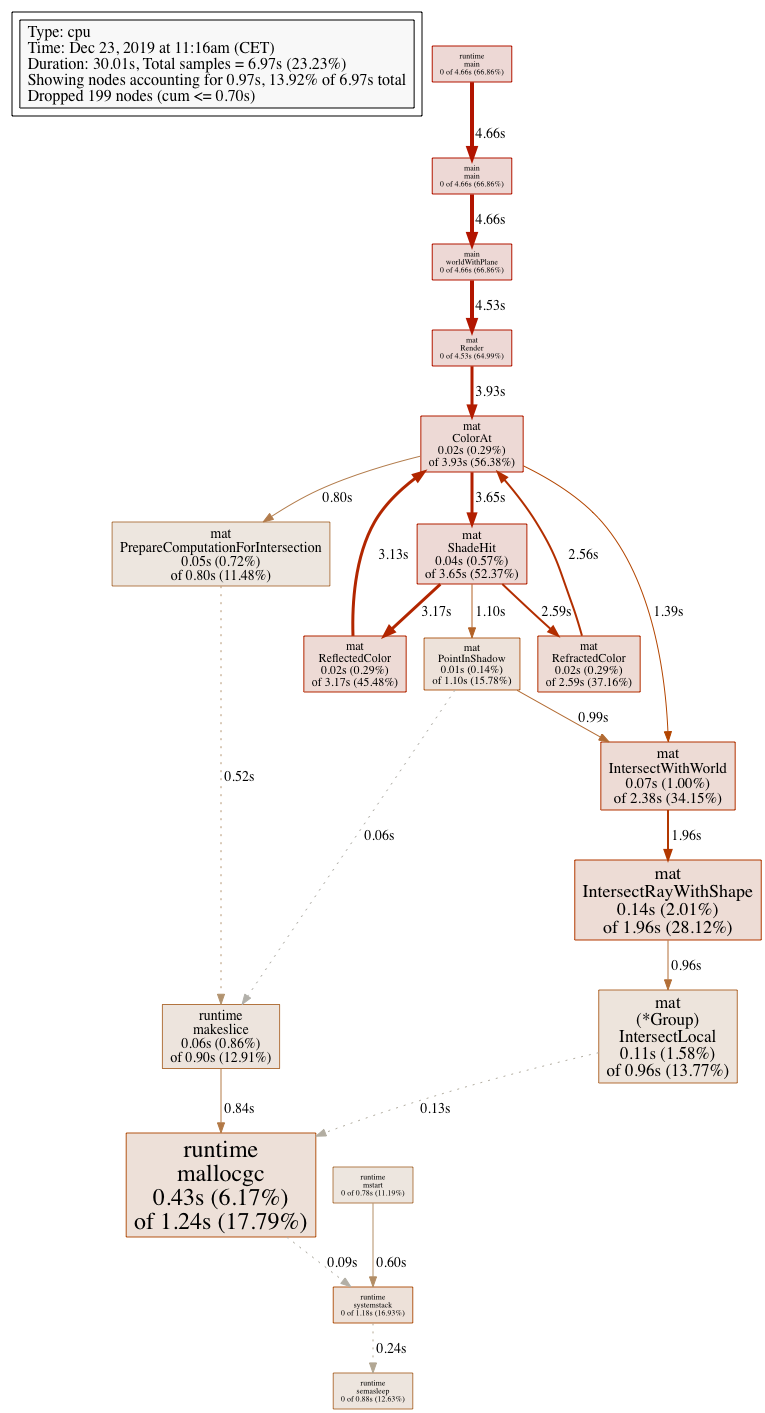 Type: cpu
Time: Dec 23, 2019 at 11:16am (CET)
Duration: 30.01s, Total samples = 6.97s (23.23%)
Showing nodes accounting for 0.97s, 13.92% of 6.97s total
Dropped 199 nodes (cum <= 0.70s)
runtime
main
0 of 4.66s (66.86%)
4.66s
main
main
0 of 4.66s (66.86%)
4.66s
main
worldWithPlane
0 of 4.66s (66.86%)
4.53s
mat
Render
0 of 4.53s (64.99%)
3.93s
mat
ColorAt
0.02s (0.29%)
of 3.93s (56.38%)
0.80s
3.65s
mat
PrepareComputationForIntersection
0.05s (0.72%)
of 0.80s (11.48%)
mat
ShadeHit
0.04s (0.57%)
of 3.65s (52.37%)
3.13s
2.56s
3.17s
1.10s
2.59s
1.39s
mat
ReflectedColor
0.02s (0.29%)
of 3.17s (45.48%)
mat
PointInShadow
0.01s (0.14%)
of 1.10s (15.78%)
mat
RefractedColor
0.02s (0.29%)
of 2.59s (37.16%)
0.99s
mat
IntersectWithWorld
0.07s (1.00%)
of 2.38s (34.15%)
0.52s
0.06s
1.96s
mat
IntersectRayWithShape
0.14s (2.01%)
of 1.96s (28.12%)
0.96s
mat
(*Group)
IntersectLocal
0.11s (1.58%)
of 0.96s (13.77%)
runtime
makeslice
0.06s (0.86%)
of 0.90s (12.91%)
0.84s
0.13s
runtime
mallocgc
0.43s (6.17%)
of 1.24s (17.79%)
runtime
mstart
0 of 0.78s (11.19%)
0.09s
0.60s
runtime
systemstack
0 of 1.18s (16.93%)
0.24s
runtime
semasleep
0 of 0.88s (12.63%)